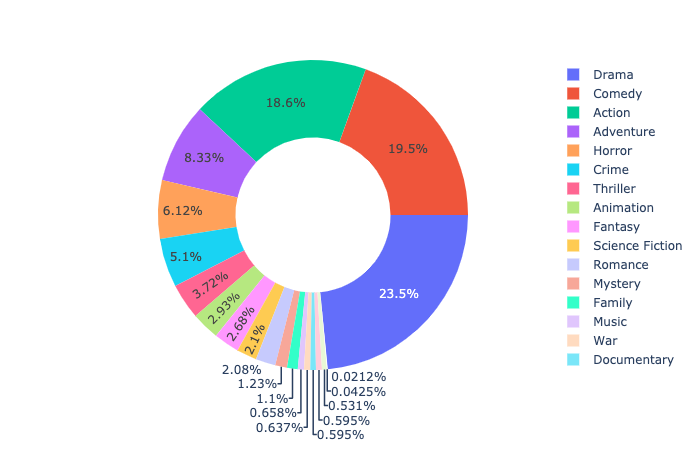 18.6%
19.5%
8.33%
6.12%
5.1%
3.72%
2.93%
2.68%
2.1%
23.5%
2.08%
1.23%
1.1%
0.658%
0.637%
0.0212%
0.0425%
0.531%
0.595%
0.595%
Drama
Comedy
Action
Adventure
Horror
Crime
Thriller
Animation
Fantasy
Science Fiction
Romance
Mystery
Family
Music
War
Documentary